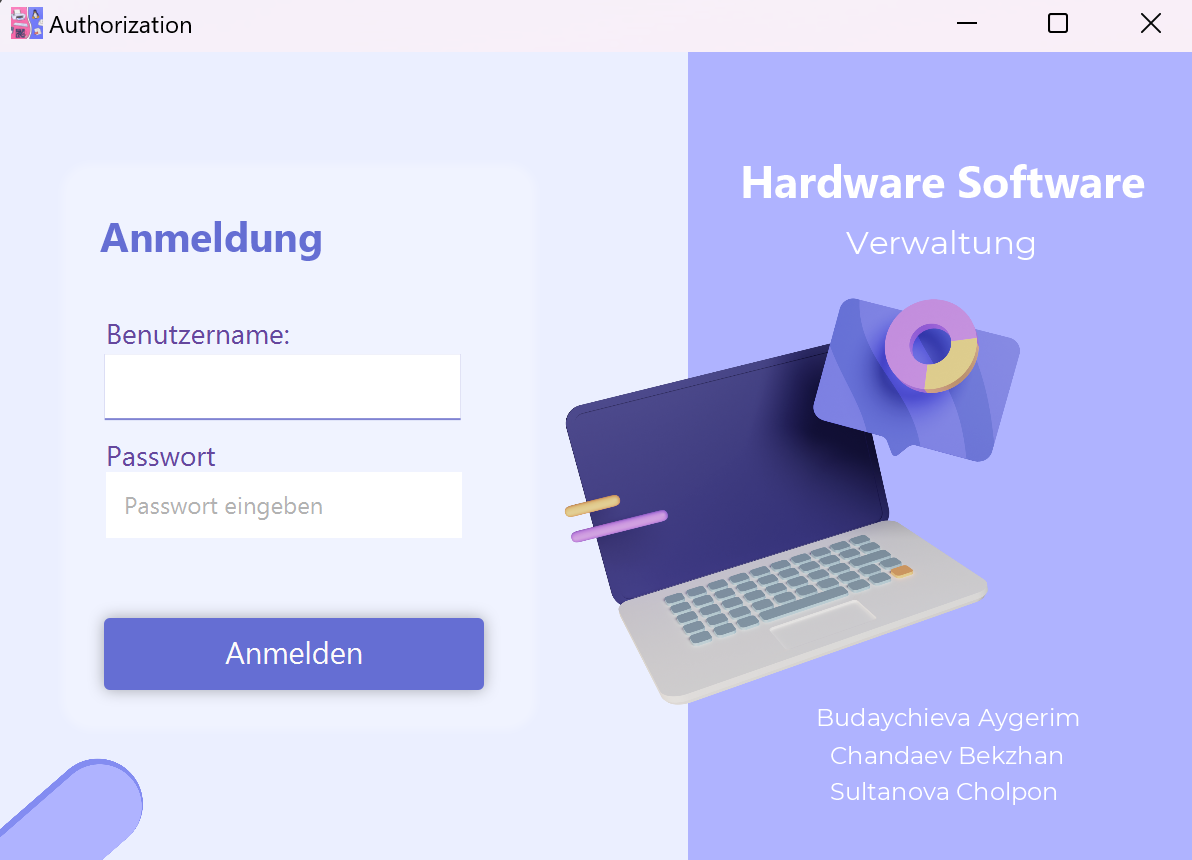 Authorization
Anmeldung
Benutzername:
Passwort
Passwort eingeben
Anmelden
Hardware Software
Verwaltung
Budaychieva Aygerim
Chandaev Bekzhan
Sultanova Cholpon